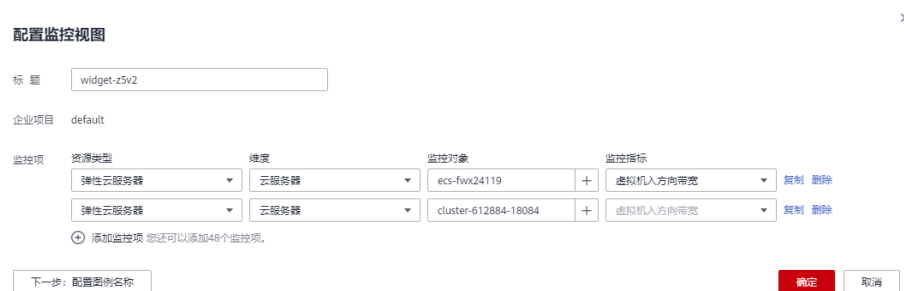 配置监控视图
标 题 widget-z5v2
企业项目 default
监控项 资源类型 维度 监控对象 监控指标
弹性云服务器 云服务器 ecs-fwx24119 虚拟机入方向带宽 复制 删除
弹性云服务器 云服务器 cluster-612884-18084 虚拟机入方向带宽 复制 删除
添加监控项 您还可以添加48个监控项。
下一步：配置图例名称 确定 取消